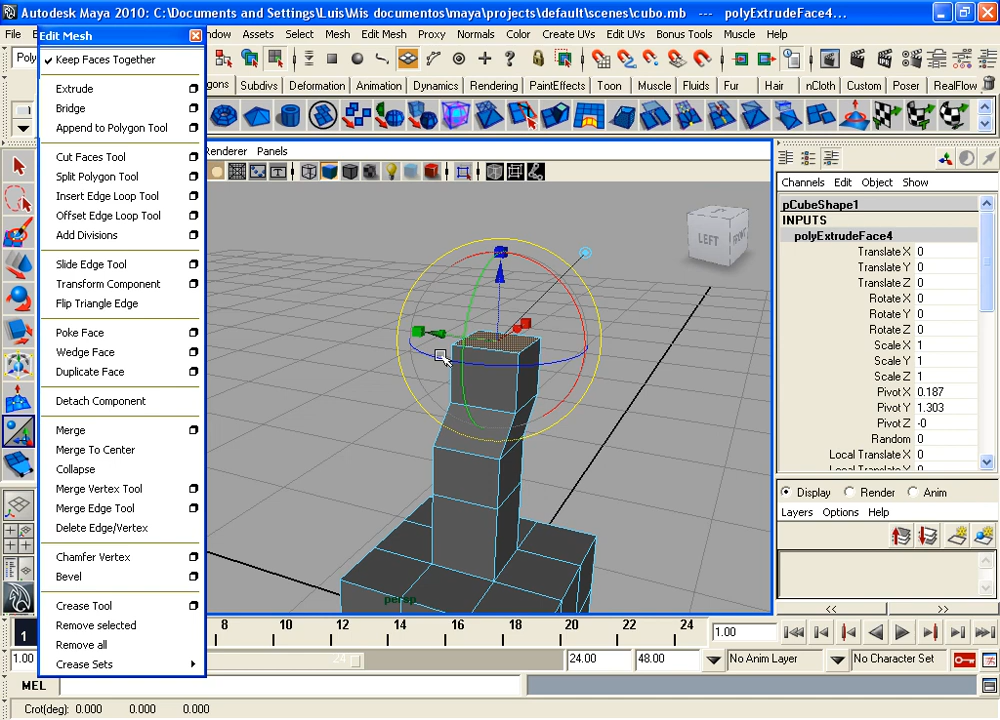 Autodesk Maya 2010: C:\Documents and Settings\Luis\Mis documentos\maya\projects\default\scenes\cubo.mb --- polyExtrudeFace4...
File
Edit Mesh
ndow Assets Select Mesh Edit Mesh Proxy Normals Color Create UVs Edit UVs Bonus Tools Muscle Help
Poly
Keep Faces Together
gons Subdivs Deformation Animation Dynamics Rendering PaintEffects Toon Muscle Fluids Fur Hair nCloth Custom Poser RealFlow
Extrude
Bridge
Append to Polygon Tool
Cut Faces Tool
Split Polygon Tool
Insert Edge Loop Tool
Offset Edge Loop Tool
Add Divisions
Slide Edge Tool
Transform Component
Flip Triangle Edge
Poke Face
Wedge Face
Duplicate Face
Detach Component
Merge
Merge To Center
Collapse
Merge Vertex Tool
Merge Edge Tool
Delete Edge/Vertex
Chamfer Vertex
Bevel
Crease Tool
Remove selected
Remove all
Crease Sets
Renderer Panels
LEFT FRONT
persp
Channels Edit Object Show
pCubeShape1
INPUTS
polyExtrudeFace4
Translate X 0
Translate Y 0
Translate Z 0
Rotate X 0
Rotate Y 0
Rotate Z 0
Scale X 1
Scale Y 1
Scale Z 1
Pivot X 0.187
Pivot Y 1.303
Pivot Z -0
Random 0
Local Translate X 0
Local Translate Y 0
Display Render Anim
Layers Options Help
<< >>
1 8 10 12 14 16 18 20 22 24 1.00
1.00 24 24.00 48.00 No Anim Layer No Character Set
MEL
Crot(deg): 0.000 0.000 0.000